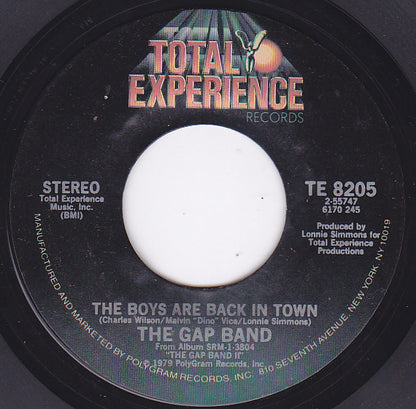 TOTAL
EXPERIENCE
RECORDS
STEREO
Total Experience
Music, Inc.
(BMI)
TE 8205
2-55747
6170 245
Produced by
Lonnie Simmons for
Total Experience
Productions
THE BOYS ARE BACK IN TOWN
(Charles Wilson/Malvin "Dino" Vice/Lonnie Simmons)
THE GAP BAND
From Album SRM-1-3804
"THE GAP BAND II"
© 1979 PolyGram Records, Inc.
MANUFACTURED AND MARKETED BY POLYGRAM RECORDS, INC. 810 SEVENTH AVENUE, NEW YORK, NY 10019